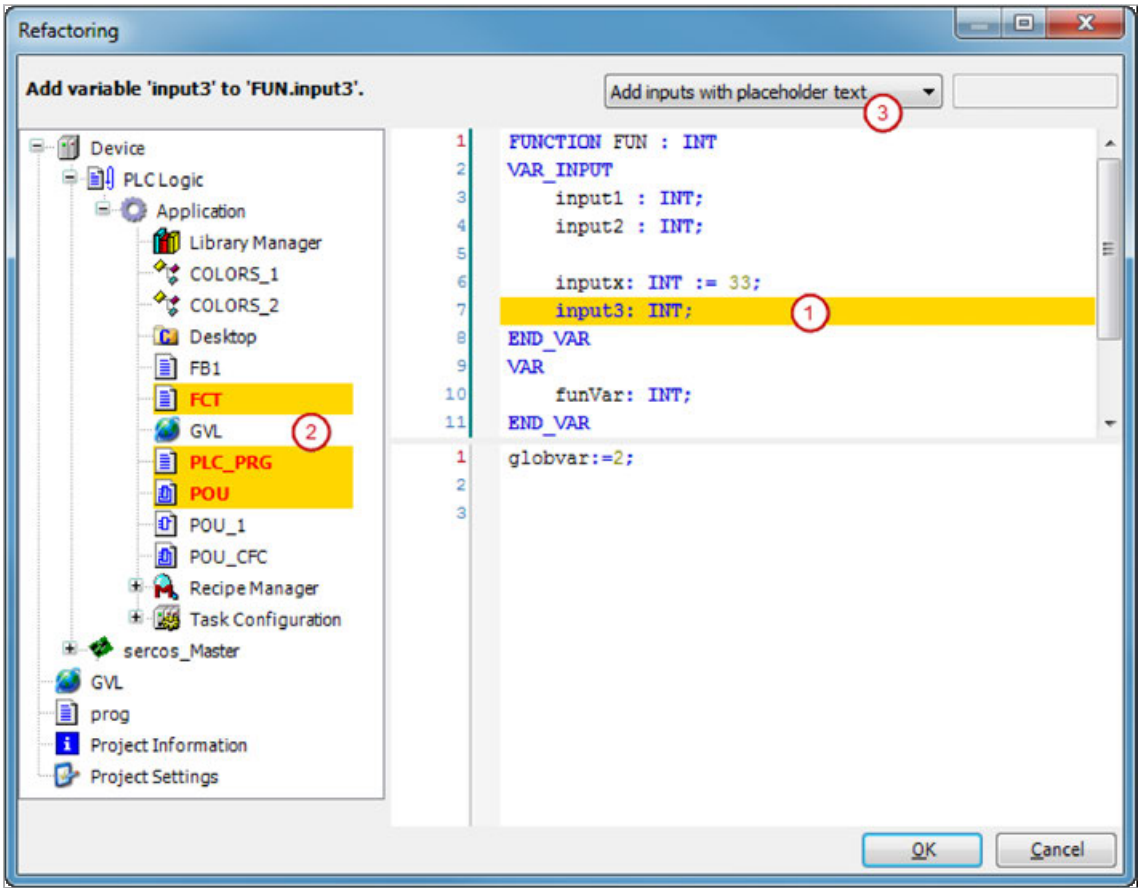 Refactoring
Add variable 'input3' to 'FUN.input3'.
Add inputs with placeholder text
3
Device
PLC Logic
Application
Library Manager
COLORS_1
COLORS_2
Desktop
FB1
FCT
GVL
2
PLC_PRG
POU
POU_1
POU_CFC
Recipe Manager
Task Configuration
sercos_Master
GVL
prog
Project Information
Project Settings
1 FUNCTION FUN : INT
2 VAR_INPUT
3 input1 : INT;
4 input2 : INT;
5
6 inputx: INT := 33;
7 input3: INT; 1
8 END_VAR
9 VAR
10 funVar: INT;
11 END_VAR
1 globvar:=2;
2
3
OK Cancel